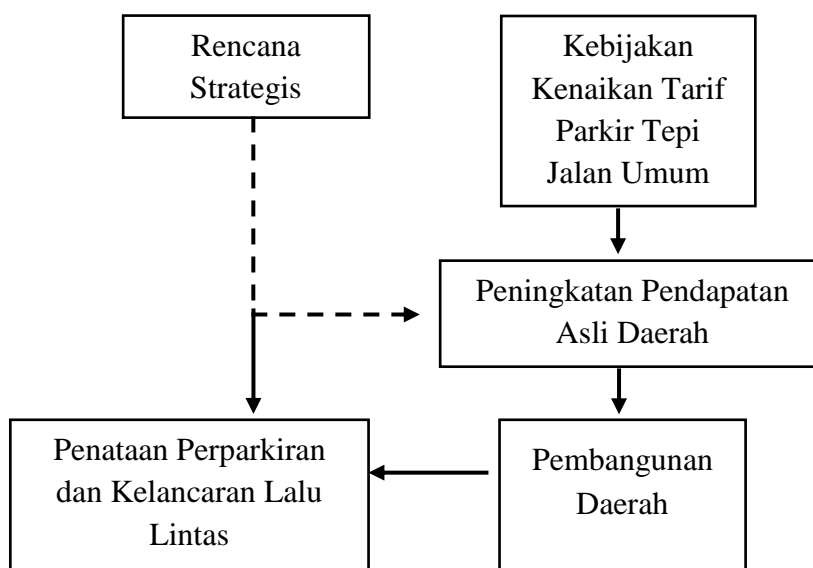 Rencana
Strategis
Kebijakan
Kenaikan Tarif
Parkir Tepi
Jalan Umum
Peningkatan Pendapatan
Asli Daerah
Penataan Perparkiran
dan Kelancaran Lalu
Lintas
Pembangunan
Daerah